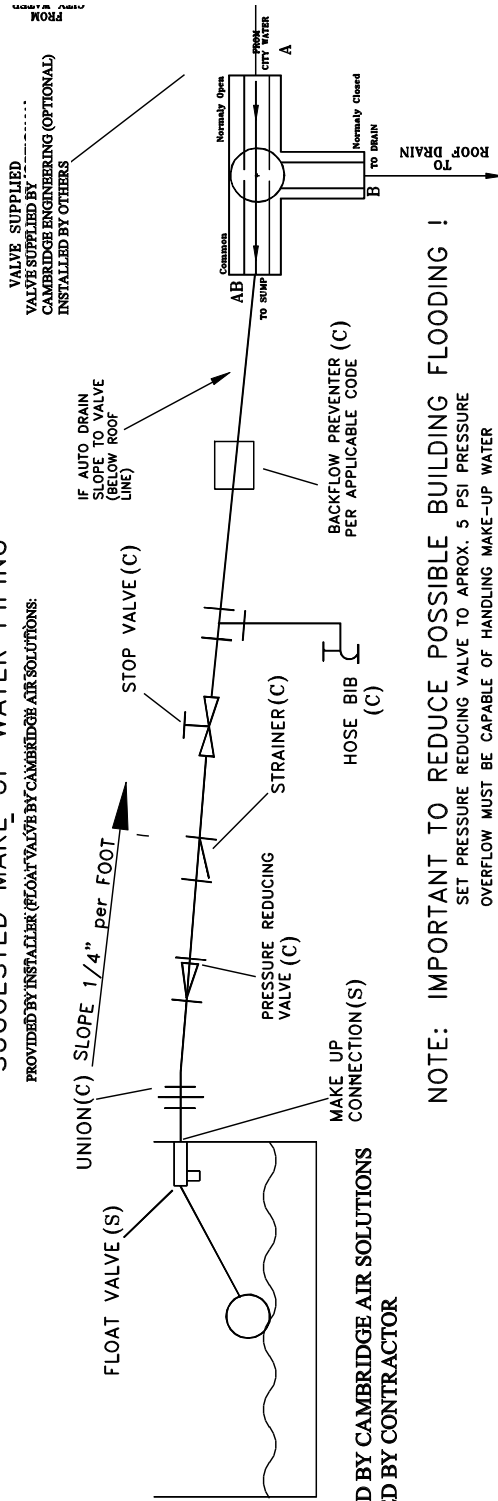 FROM
CITY WATER
VALVE SUPPLIED
VALVE SUPPLIED BY
CAMBRIDGE ENGINEERING (OPTIONAL)
INSTALLED BY OTHERS
SUGGESTED MAKE UP WATER PIPING
PROVIDED BY INSTALLER (FLOAT VALVE BY CAMBRIDGE AIR SOLUTIONS:
SLOPE 1/4" per FOOT
UNION(C)
FLOAT VALVE (S)
STOP VALVE (C)
IF AUTO DRAIN
SLOPE TO VALVE
(BELOW ROOF
LINE)
AB
Common
Normaly Open
TO SUMP
FROM
CITY WATER
A
Normaly Closed
TO DRAIN
B
TO
ROOF DRAIN
MAKE UP
CONNECTION(S)
PRESSURE REDUCING
VALVE (C)
STRAINER(C)
HOSE BIB
(C)
BACKFLOW PREVENTER (C)
PER APPLICABLE CODE
D BY CAMBRIDGE AIR SOLUTIONS
ED BY CONTRACTOR
NOTE: IMPORTANT TO REDUCE POSSIBLE BUILDING FLOODING !
SET PRESSURE REDUCING VALVE TO APROX. 5 PSI PRESSURE
OVERFLOW MUST BE CAPABLE OF HANDLING MAKE-UP WATER